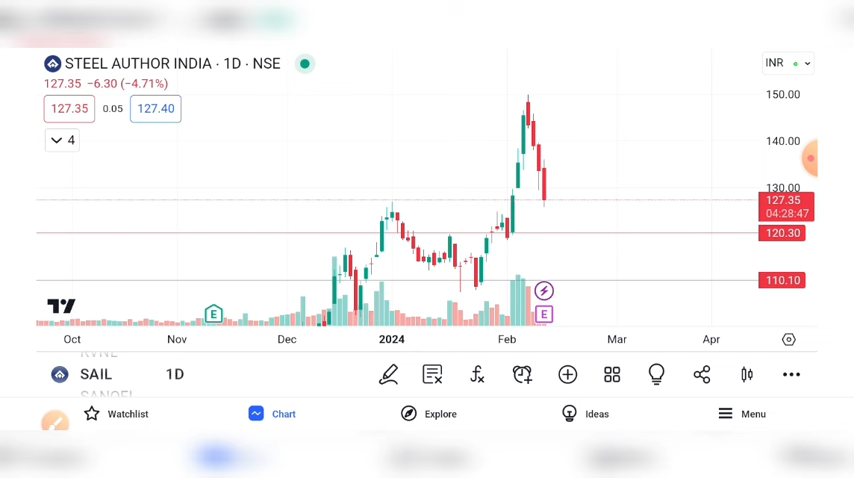 STEEL AUTHOR INDIA · 1D · NSE
INR
127.35 −6.30 (−4.71%)
127.35 0.05 127.40
4
150.00
140.00
130.00
127.35
04:28:47
120.30
110.10
E
E
Oct Nov Dec 2024 Feb Mar Apr
SAIL 1D
Watchlist Chart Explore Ideas Menu